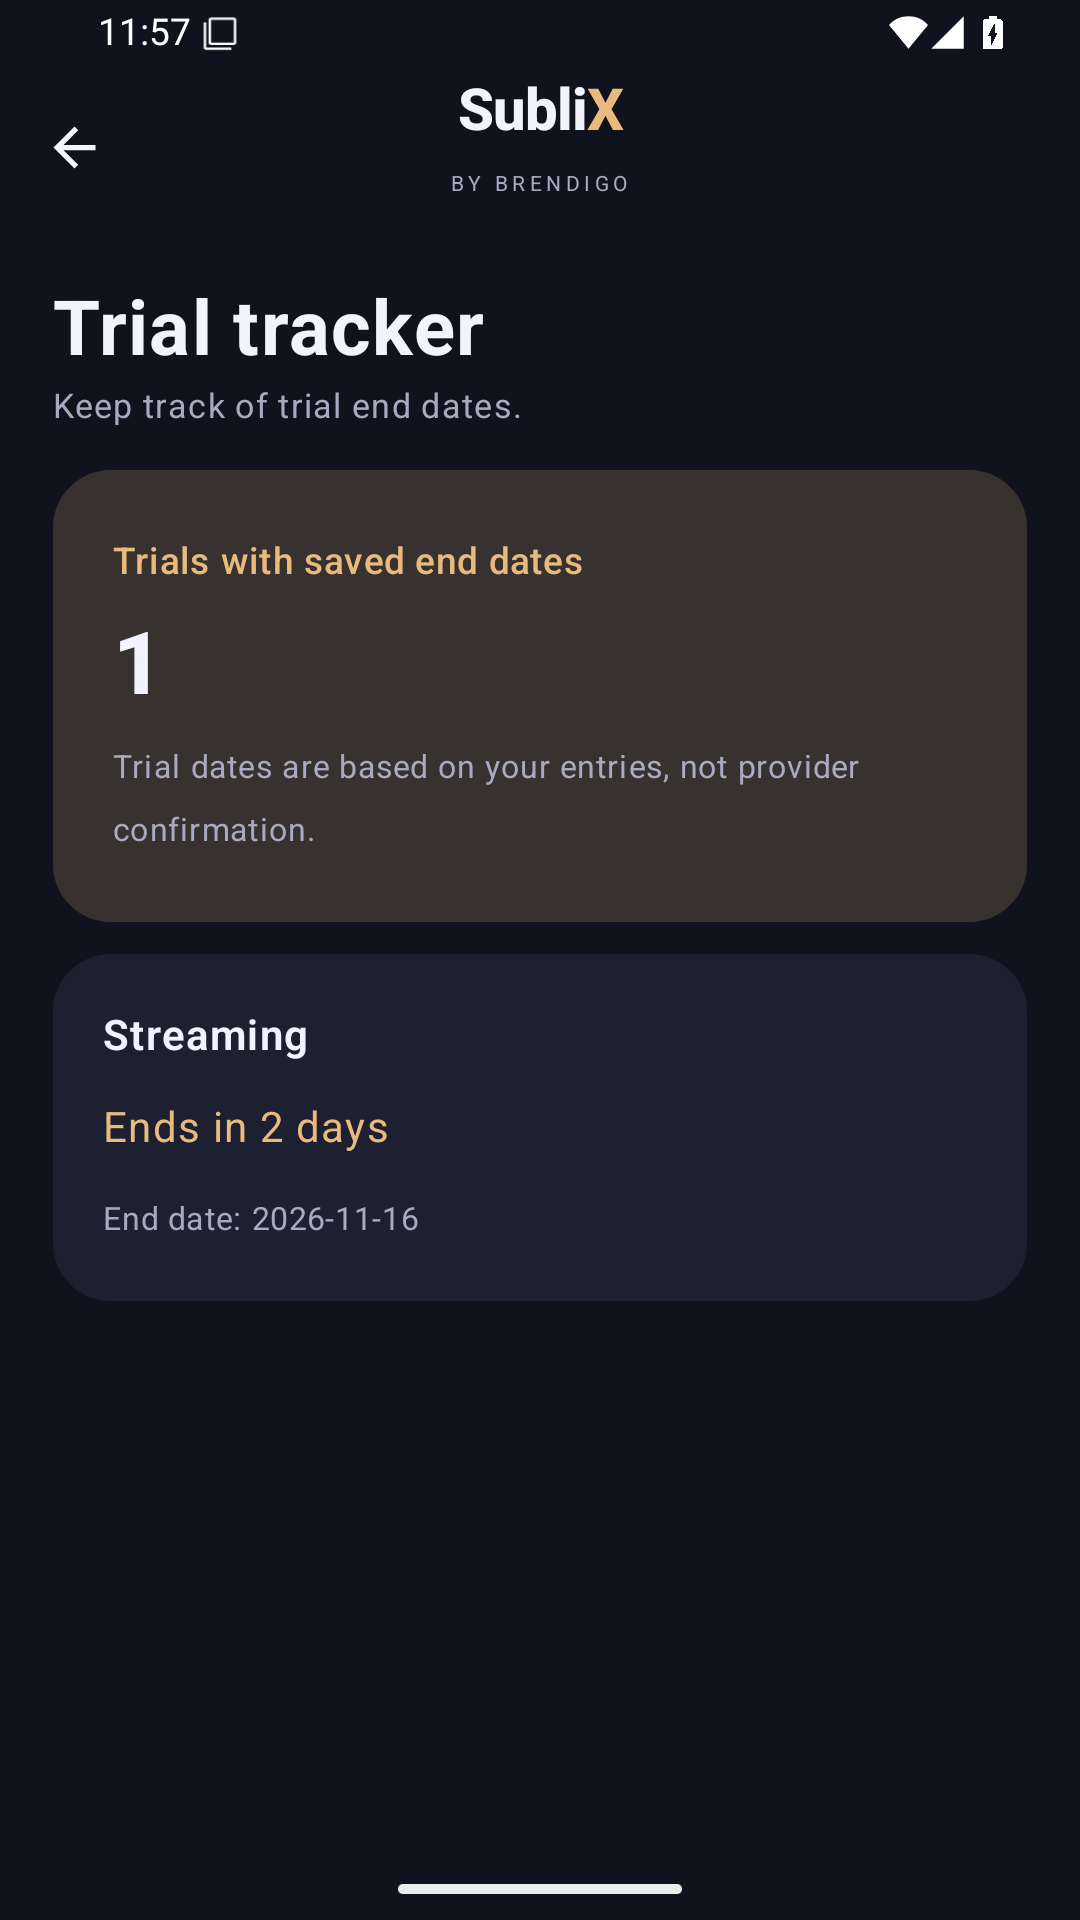 11:57
SubliX
BY BRENDIGO
Trial tracker
Keep track of trial end dates.
Trials with saved end dates
1
Trial dates are based on your entries, not provider
confirmation.
Streaming
Ends in 2 days
End date: 2026-11-16